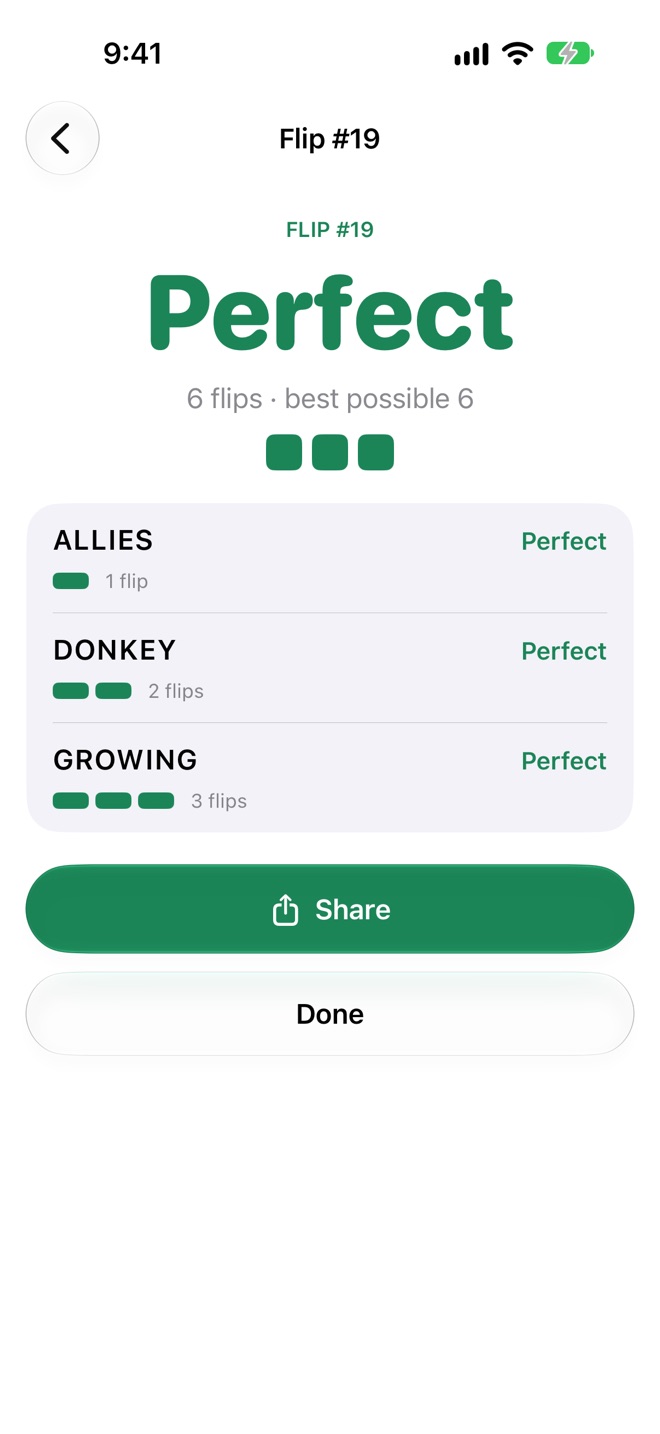 9:41
Flip #19
FLIP #19
Perfect
6 flips · best possible 6
ALLIES
Perfect
1 flip
DONKEY
Perfect
2 flips
GROWING
Perfect
3 flips
Share
Done